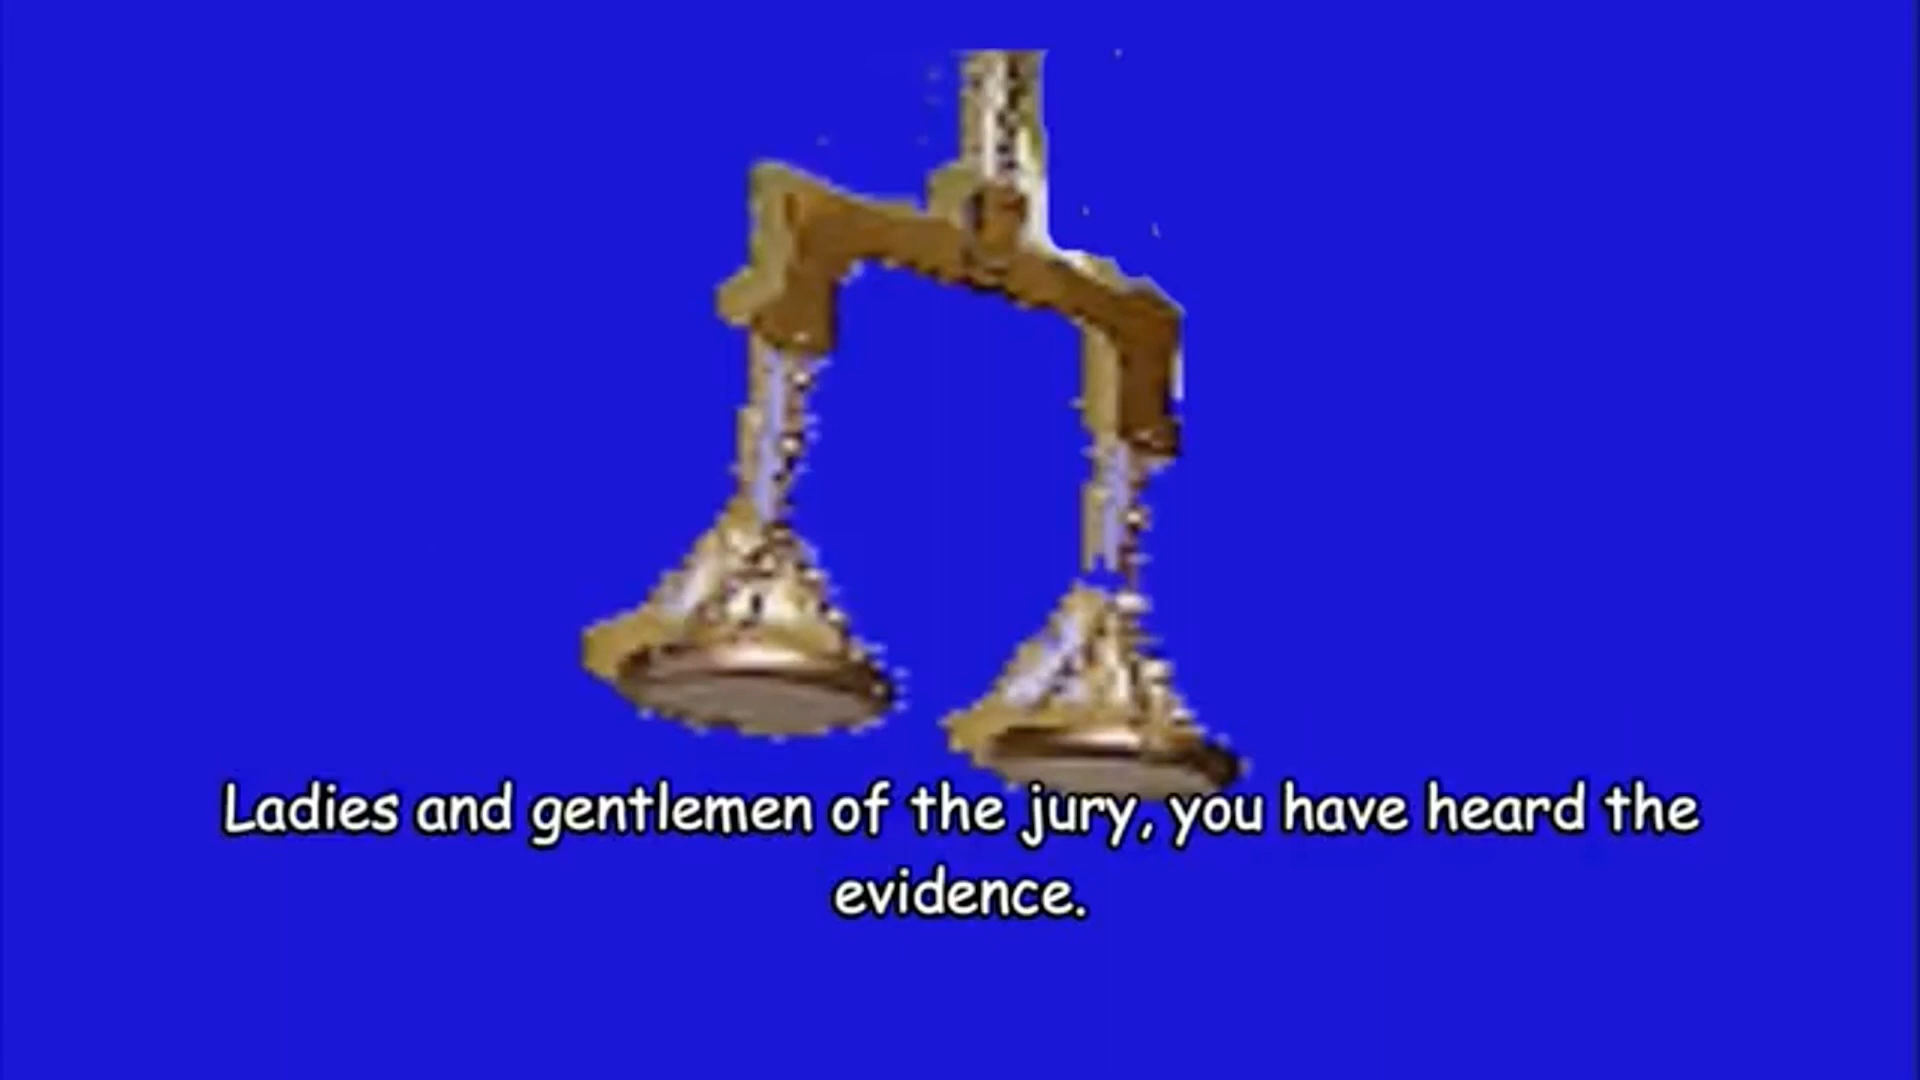 Ladies and gentlemen of the jury, you have heard the
evidence.